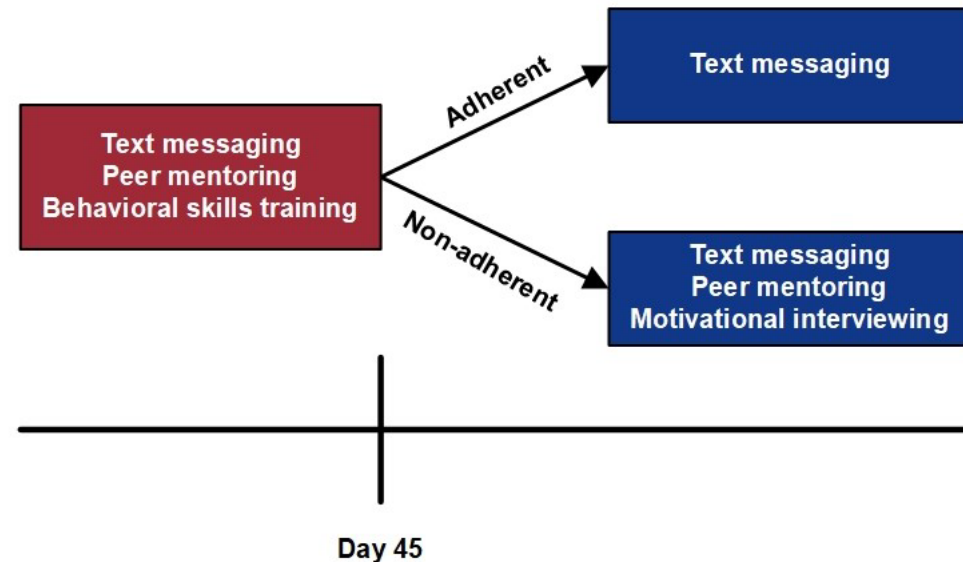 Text messaging
Peer mentoring
Behavioral skills training
Adherent
Text messaging
Non-adherent
Text messaging
Peer mentoring
Motivational interviewing
Day 45